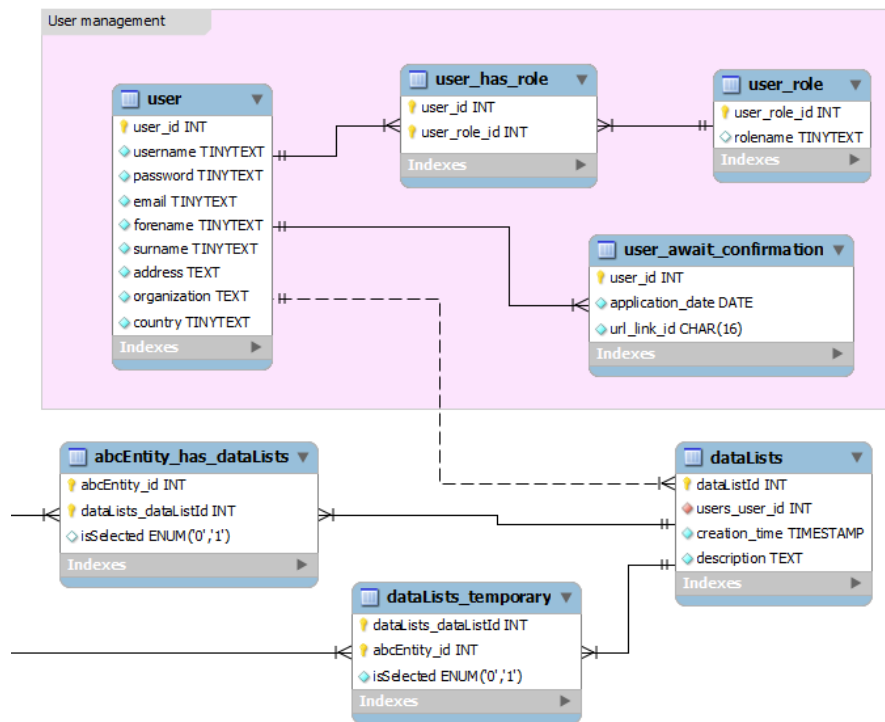 User management
user
user_id INT
username TINYTEXT
password TINYTEXT
email TINYTEXT
forename TINYTEXT
surname TINYTEXT
address TEXT
organization TEXT
country TINYTEXT
Indexes
user_has_role
user_id INT
user_role_id INT
Indexes
user_role
user_role_id INT
rolename TINYTEXT
Indexes
user_await_confirmation
user_id INT
application_date DATE
url_link_id CHAR(16)
Indexes
abcEntity_has_dataLists
abcEntity_id INT
dataLists_dataListId INT
isSelected ENUM('0','1')
Indexes
dataLists
dataListId INT
users_user_id INT
creation_time TIMESTAMP
description TEXT
Indexes
dataLists_temporary
dataLists_dataListId INT
abcEntity_id INT
isSelected ENUM('0','1')
Indexes